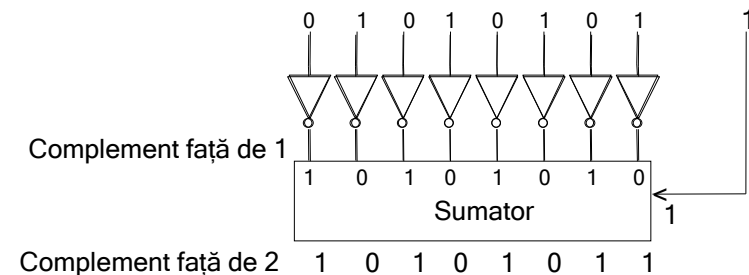 0 1 0 1 0 1 0 1 1
Complement față de 1
1 0 1 0 1 0 1 0
Sumator 1
Complement față de 2 1 0 1 0 1 0 1 1